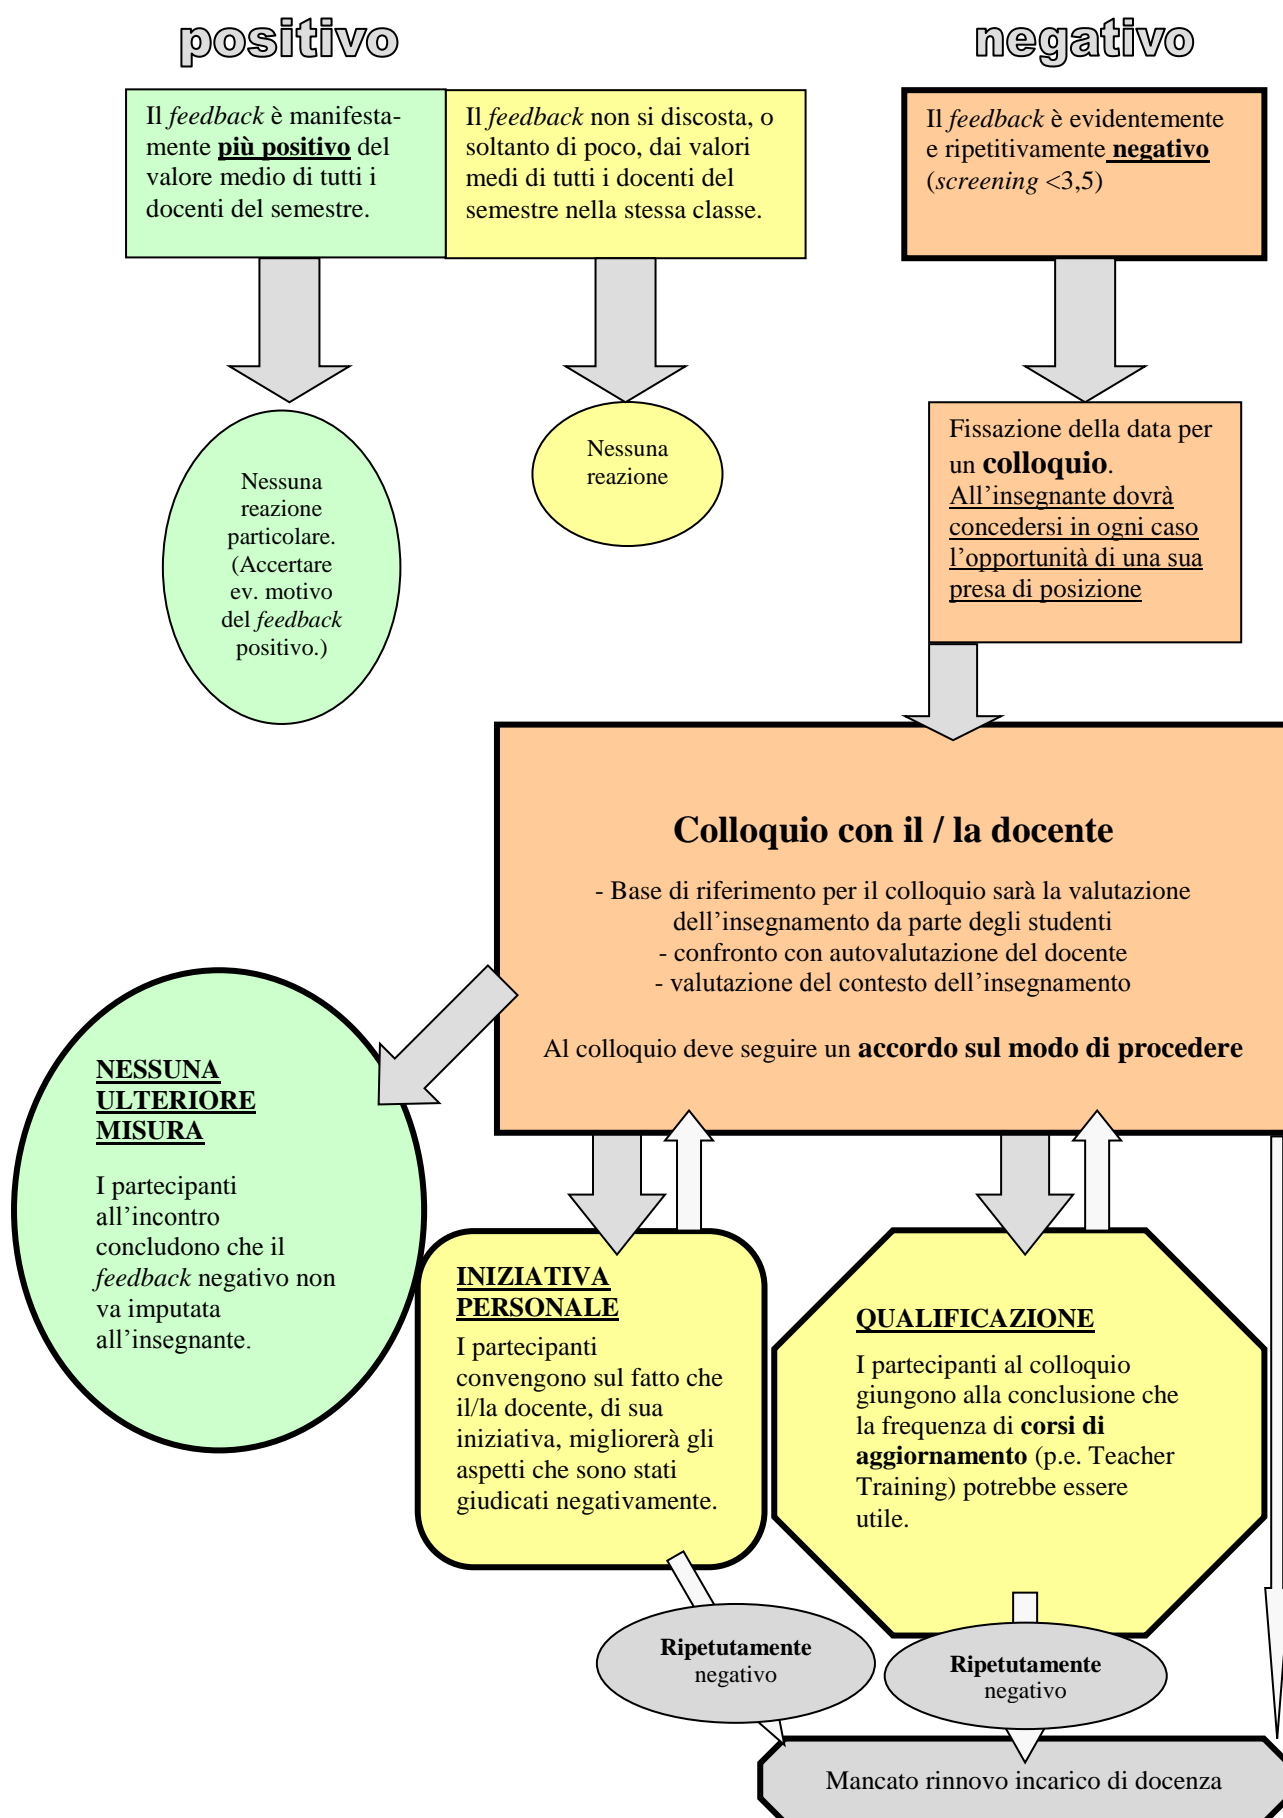 positivo
negativo
Il feedback è manifesta-
mente più positivo del
valore medio di tutti i
docenti del semestre.
Il feedback non si discosta, o
soltanto di poco, dai valori
medi di tutti i docenti del
semestre nella stessa classe.
Il feedback è evidentemente
e ripetitivamente negativo
(screening <3,5)
Nessuna
reazione
particolare.
(Accertare
ev. motivo
del feedback
positivo.)
Nessuna
reazione
Fissazione della data per
un colloquio.
All’insegnante dovrà
concedersi in ogni caso
l’opportunità di una sua
presa di posizione
Colloquio con il / la docente
- Base di riferimento per il colloquio sarà la valutazione
dell’insegnamento da parte degli studenti
- confronto con autovalutazione del docente
- valutazione del contesto dell’insegnamento
Al colloquio deve seguire un accordo sul modo di procedere
NESSUNA
ULTERIORE
MISURA
I partecipanti
all’incontro
concludono che il
feedback negativo non
va imputata
all’insegnante.
INIZIATIVA
PERSONALE
I partecipanti
convengono sul fatto che
il/la docente, di sua
iniziativa, migliorerà gli
aspetti che sono stati
giudicati negativamente.
QUALIFICAZIONE
I partecipanti al colloquio
giungono alla conclusione che
la frequenza di corsi di
aggiornamento (p.e. Teacher
Training) potrebbe essere
utile.
Ripetutamente
negativo
Ripetutamente
negativo
Mancato rinnovo incarico di docenza